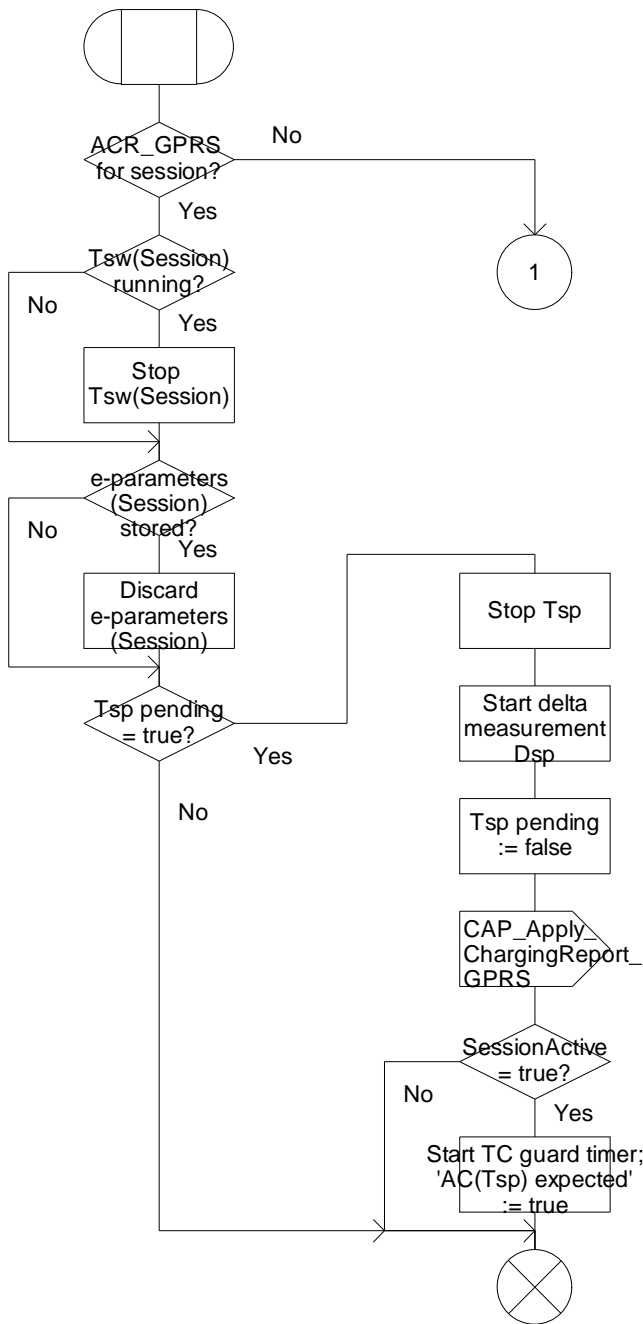 ACR_GPRS
for session?
No
Yes
Tsw(Session)
running?
1
No
Yes
Stop
Tsw(Session)
e-parameters
(Session)
stored?
No
Yes
Discard
e-parameters
(Session)
Tsp pending
= true?
Yes
No
Stop Tsp
Start delta
measurement
Dsp
Tsp pending
:= false
CAP_Apply_
ChargingReport_
GPRS
SessionActive
= true?
No
Yes
Start TC guard timer;
'AC(Tsp) expected'
:= true